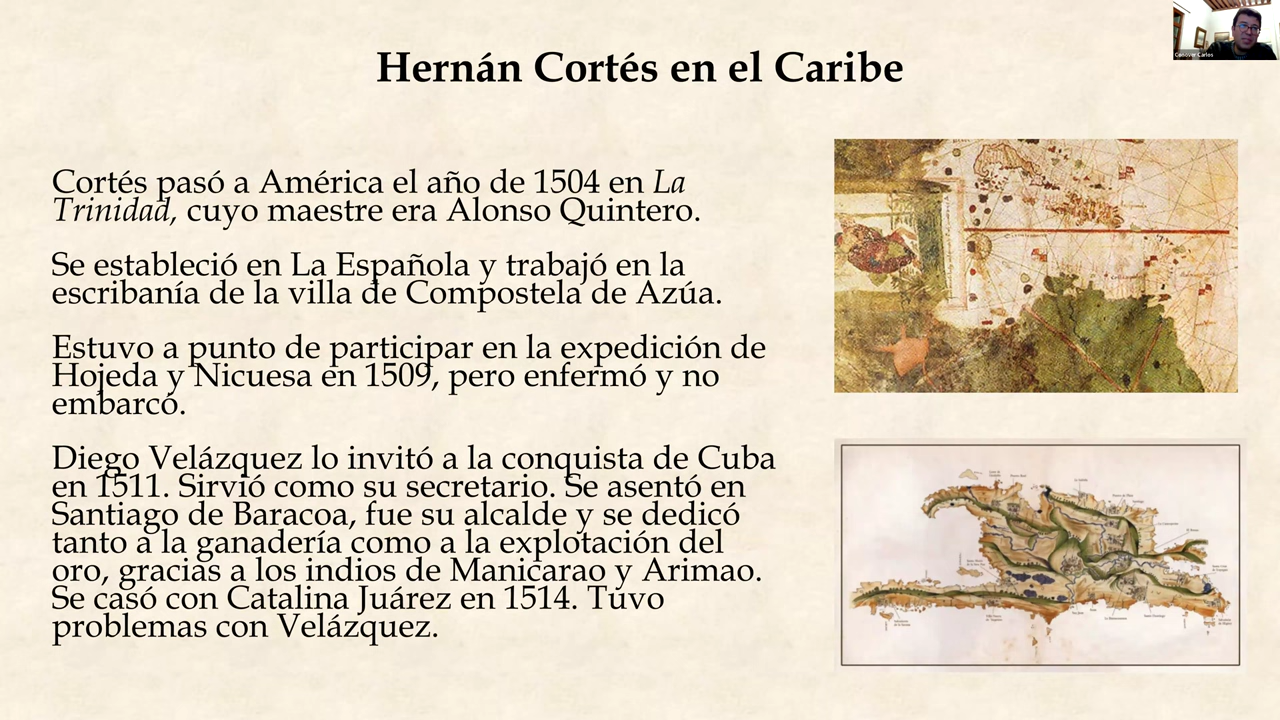 Hernán Cortés en el Caribe
Conover Carlos
Cortés pasó a América el año de 1504 en La
Trinidad, cuyo maestre era Alonso Quintero.
Se estableció en La Española y trabajó en la
escribanía de la villa de Compostela de Azúa.
Estuvo a punto de participar en la expedición de
Hojeda y Nicuesa en 1509, pero enfermó y no
embarcó.
Diego Velázquez lo invitó a la conquista de Cuba
en 1511. Sirvió como su secretario. Se asentó en
Santiago de Baracoa, fue su alcalde y se dedicó
tanto a la ganadería como a la explotación del
oro, gracias a los indios de Manicarao y Arimao.
Se casó con Catalina Juárez en 1514. Tuvo
problemas con Velázquez.